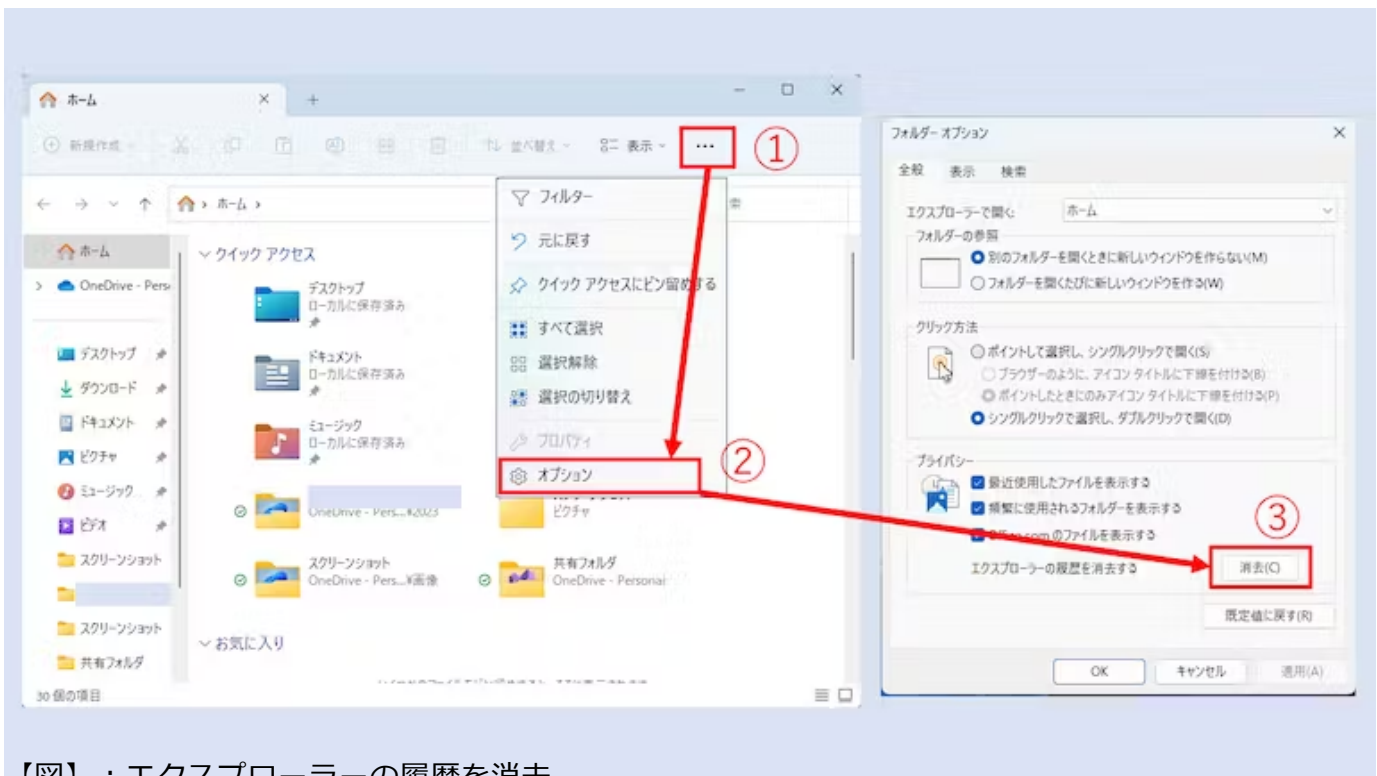 ホーム
新規作成
並べ替え
表示
①
ホーム
ホーム
OneDrive - Pers
デスクトップ
ダウンロード
ドキュメント
ピクチャ
ミュージック
ビデオ
スクリーンショット
スクリーンショット
共有フォルダ
30 個の項目
クイック アクセス
デスクトップ
ローカルに保存済み
ドキュメント
ローカルに保存済み
ミュージック
ローカルに保存済み
OneDrive - Pers...¥2023
ピクチャ
スクリーンショット
OneDrive - Pers...¥画像
共有フォルダ
OneDrive - Personal
お気に入り
フィルター
元に戻す
クイック アクセスにピン留めする
すべて選択
選択解除
選択の切り替え
プロパティ
オプション
②
フォルダー オプション
全般 表示 検索
エクスプローラーで開く: ホーム
フォルダーの参照
別のフォルダーを開くときに新しいウィンドウを作らない(M)
フォルダーを開くたびに新しいウィンドウを作る(W)
クリック方法
ポイントして選択し、シングルクリックで開く(S)
ブラウザーのように、アイコン タイトルに下線を付ける(B)
ポイントしたときにのみアイコン タイトルに下線を付ける(P)
シングルクリックで選択し、ダブルクリックで開く(D)
プライバシー
最近使用したファイルを表示する
頻繁に使用されるフォルダーを表示する
Office.com のファイルを表示する
③
エクスプローラーの履歴を消去する 消去(C)
既定値に戻す(R)
OK キャンセル 適用(A)
【図】：エクスプローラーの履歴を消去